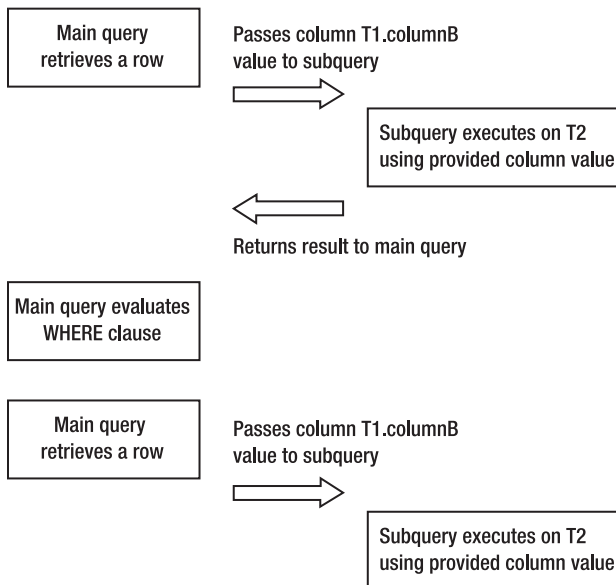 Main query
retrieves a row
Passes column T1.columnB
value to subquery
Subquery executes on T2
using provided column value
Returns result to main query
Main query evaluates
WHERE clause
Main query
retrieves a row
Passes column T1.columnB
value to subquery
Subquery executes on T2
using provided column value